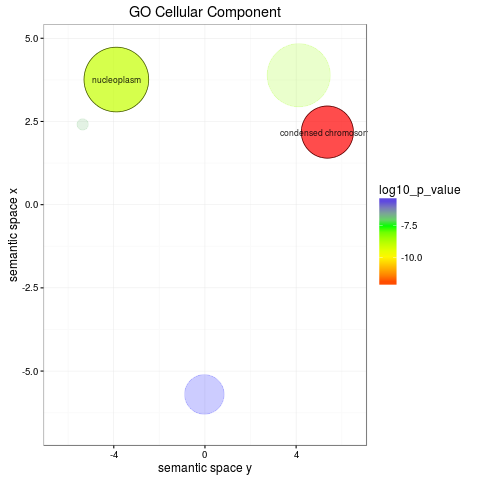 GO Cellular Component
5.0
2.5
0.0
-2.5
-5.0
semantic space x
nucleoplasm
condensed chromosor
-4
0
4
semantic space y
log10_p_value
-7.5
-10.0